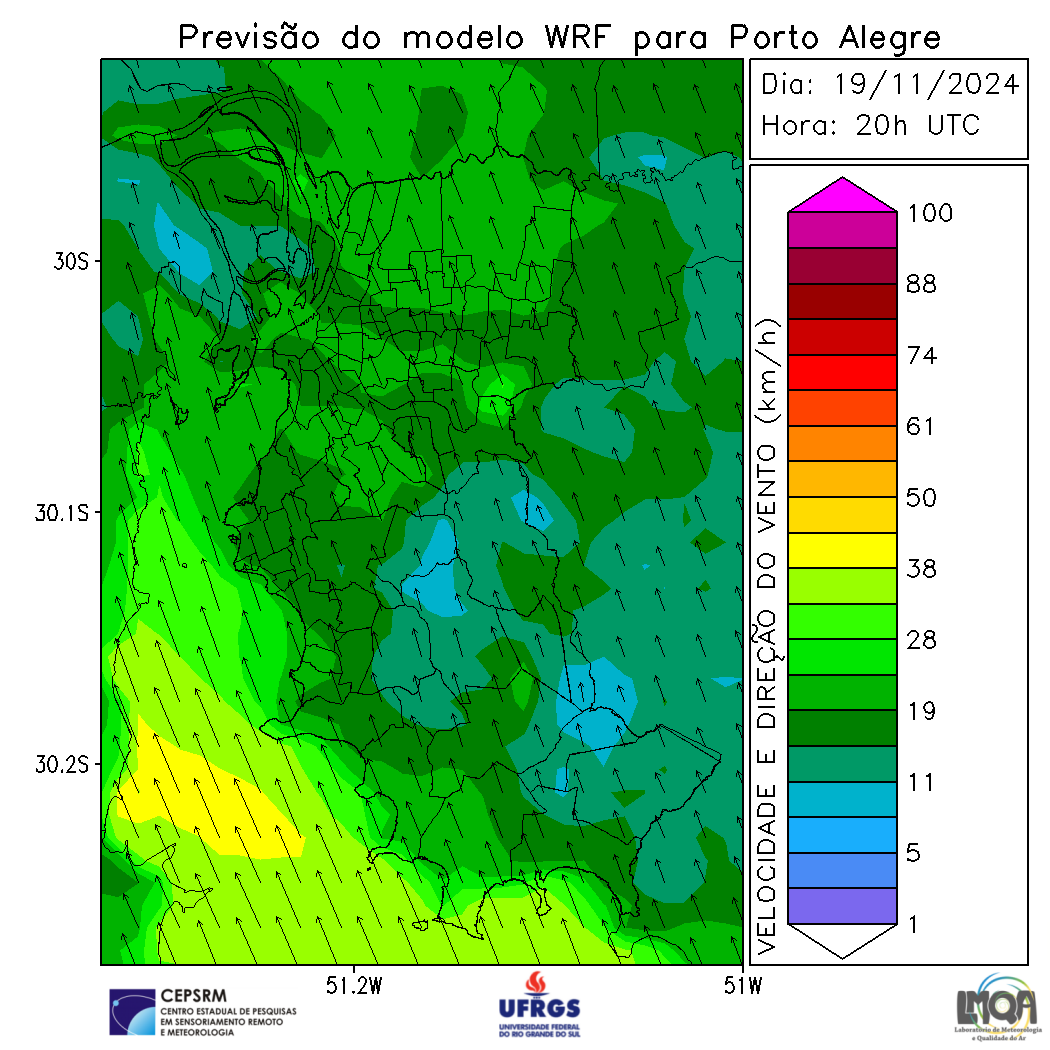 Previsão do modelo WRF para Porto Alegre
Dia: 19/11/2024
Hora: 20h UTC
30S
30.1S
30.2S
51.2W
51W
VELOCIDADE E DIREÇÃO DO VENTO (km/h)
100
88
74
61
50
38
28
19
11
5
1
CEPSRM
CENTRO ESTADUAL DE PESQUISAS
EM SENSORIAMENTO REMOTO
E METEOROLOGIA
UFRGS
UNIVERSIDADE FEDERAL
DO RIO GRANDE DO SUL
LMQA
Laboratório de Meteorologia
e Qualidade do Ar